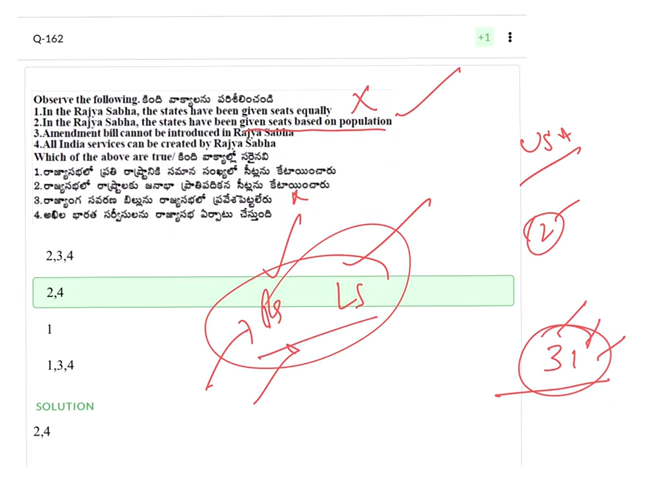 Q-162
+1
Observe the following. కింది వాక్యాలను పరిశీలించండి
1.In the Rajya Sabha, the states have been given seats equally
2.In the Rajya Sabha, the states have been given seats based on population
3.Amendment bill cannot be introduced in Rajya Sabha
4.All India services can be created by Rajya Sabha
Which of the above are true/ కింది వాక్యాల్లో సరైనవి
1.రాజ్యసభలో ప్రతి రాష్ట్రానికి సమాన సంఖ్యలో సీట్లను కేటాయించారు
2.రాజ్యసభలో రాష్ట్రాలకు జనాభా ప్రాతిపదికన సీట్లను కేటాయించారు
3.రాజ్యాంగ సవరణ బిల్లును రాజ్యసభలో ప్రవేశపెట్టలేరు
4.అఖిల భారత సర్వీసులను రాజ్యసభ ఏర్పాటు చేస్తుంది
USA
2
2,3,4
2,4
RS LS
1
31
1,3,4
SOLUTION
2,4